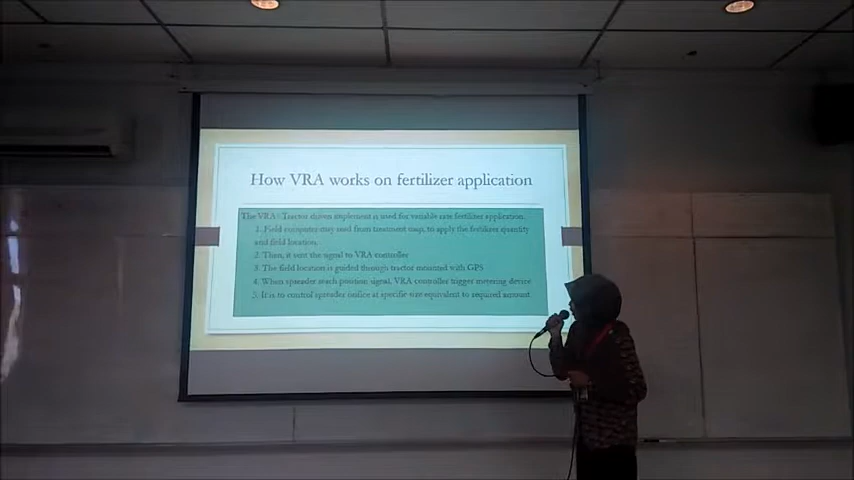 How VRA works on fertilizer application
The VRA - Tractor driven implement is used for variable rate fertilizer application.
1. Field computer may used from treatment map, to apply the fertilizer quantity
and field location.
2. Then, it sent the signal to VRA controller
3. The field location is guided through tractor mounted with GPS
4. When spreader reach position signal, VRA controller trigger metering device
5. It is to control spreader orifice at specific size equivalent to required amount